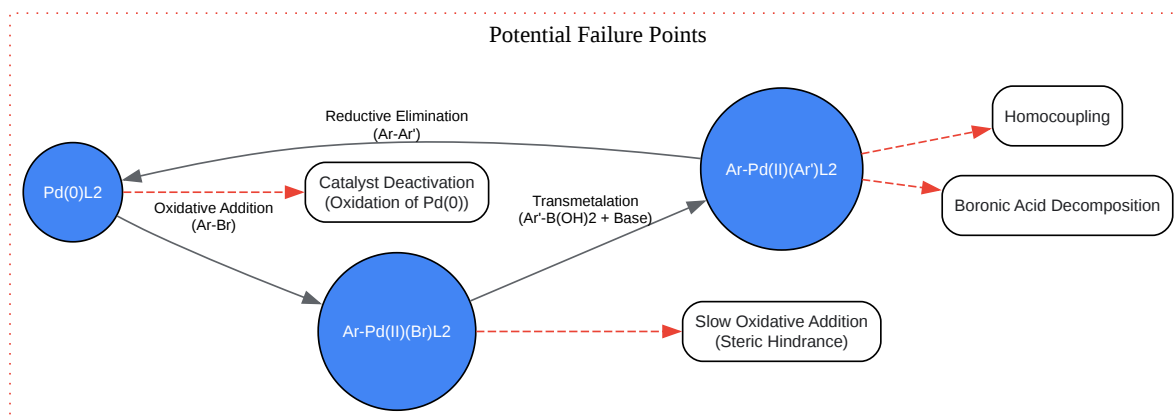 Potential Failure Points
Reductive Elimination
(Ar-Ar')
Homocoupling
Pd(0)L2
Catalyst Deactivation
(Oxidation of Pd(0))
Ar-Pd(II)(Ar')L2
Oxidative Addition
(Ar-Br)
Transmetalation
(Ar'-B(OH)2 + Base)
Boronic Acid Decomposition
Ar-Pd(II)(Br)L2
Slow Oxidative Addition
(Steric Hindrance)